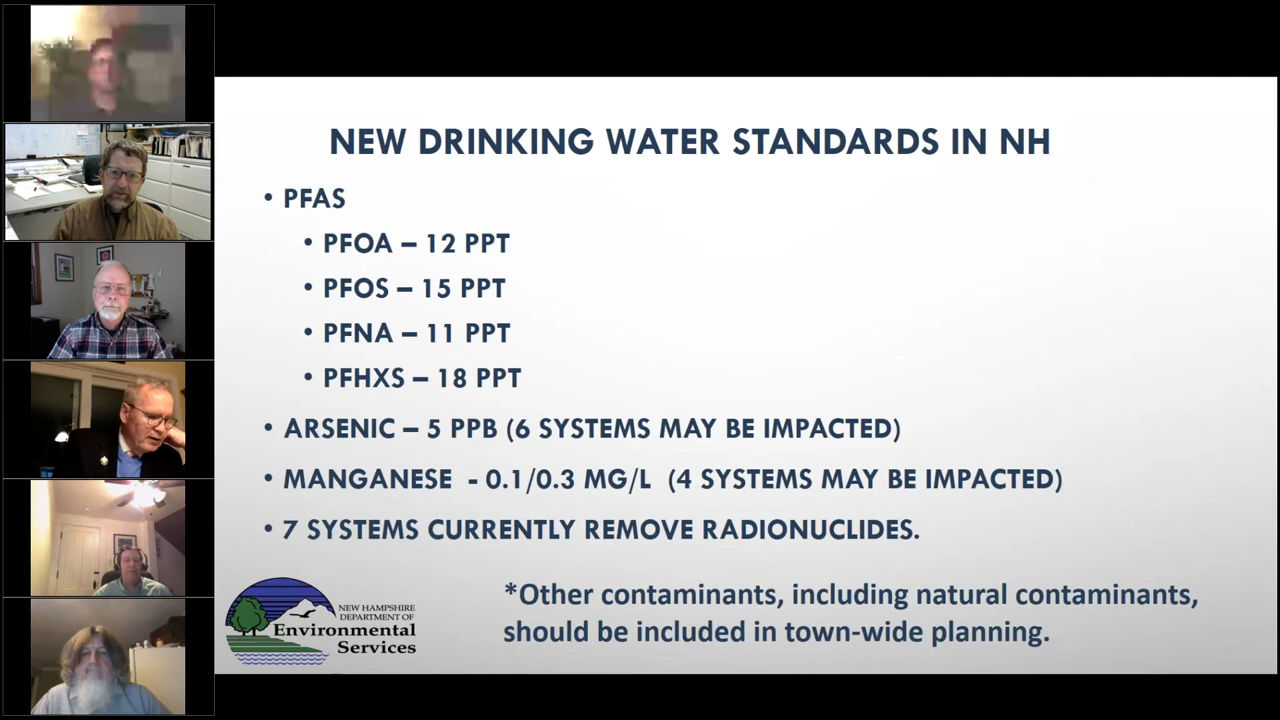 NEW DRINKING WATER STANDARDS IN NH
• PFAS
• PFOA – 12 PPT
• PFOS – 15 PPT
• PFNA – 11 PPT
• PFHXS – 18 PPT
• ARSENIC – 5 PPB (6 SYSTEMS MAY BE IMPACTED)
• MANGANESE - 0.1/0.3 MG/L (4 SYSTEMS MAY BE IMPACTED)
• 7 SYSTEMS CURRENTLY REMOVE RADIONUCLIDES.
*Other contaminants, including natural contaminants,
should be included in town-wide planning.
NEW HAMPSHIRE
DEPARTMENT OF
Environmental
Services